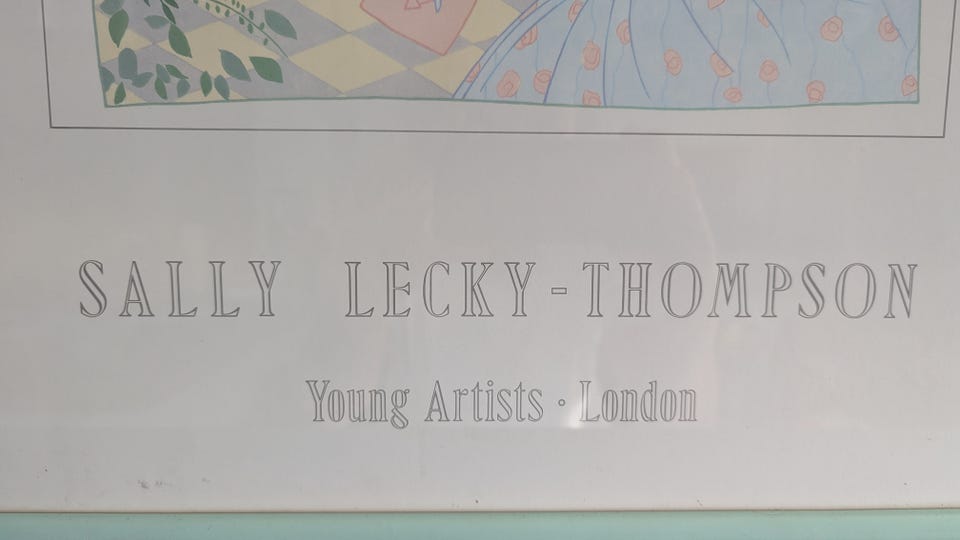 SALLY LECKY-THOMPSON
Young Artists · London